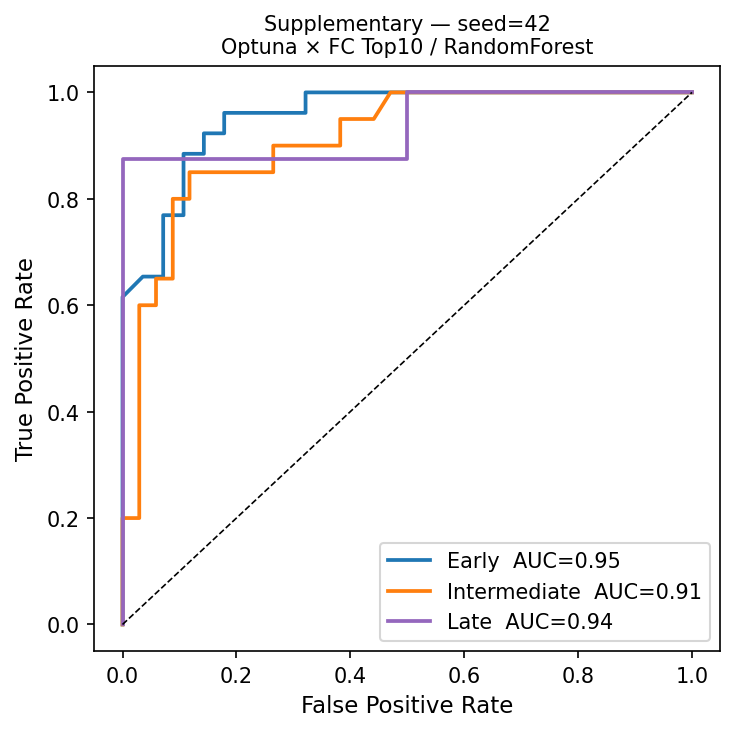 Supplementary — seed=42
Optuna × FC Top10 / RandomForest
True Positive Rate
1.0
0.8
0.6
0.4
0.2
0.0
Early AUC=0.95
Intermediate AUC=0.91
Late AUC=0.94
0.0 0.2 0.4 0.6 0.8 1.0
False Positive Rate